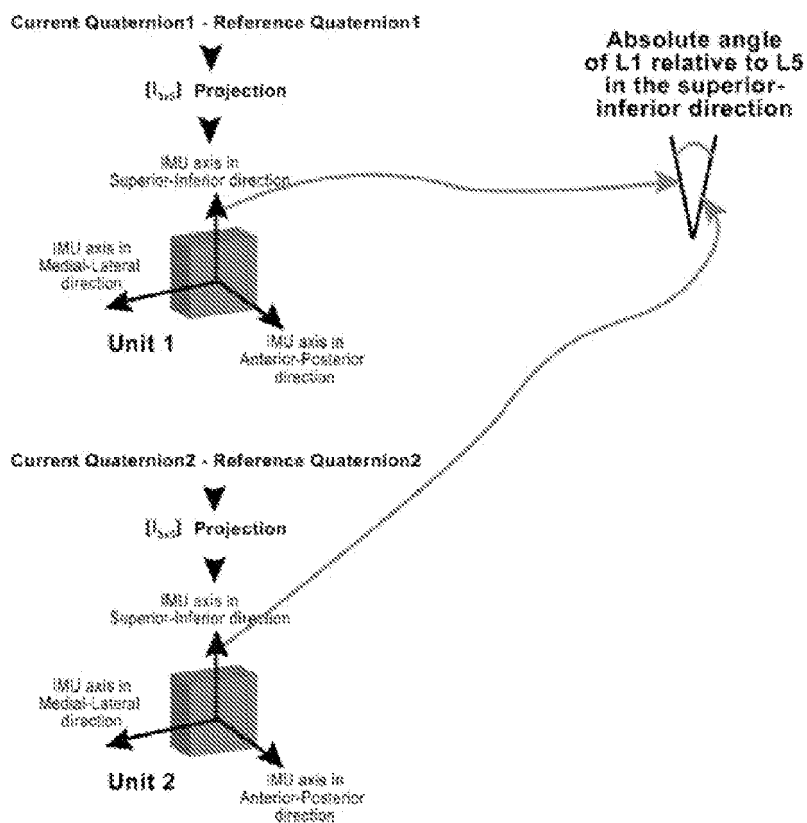 Current Quaternion1 - Reference Quaternion1
[I3x3] Projection
IMU axis in
Superior-Inferior direction
IMU axis in
Medial-Lateral
direction
Unit 1
IMU axis in
Anterior-Posterior
direction
Absolute angle
of L1 relative to L5
in the superior-
inferior direction
Current Quaternion2 - Reference Quaternion2
[I3x3] Projection
IMU axis in
Superior-Inferior direction
IMU axis in
Medial-Lateral
direction
Unit 2
IMU axis in
Anterior-Posterior
direction